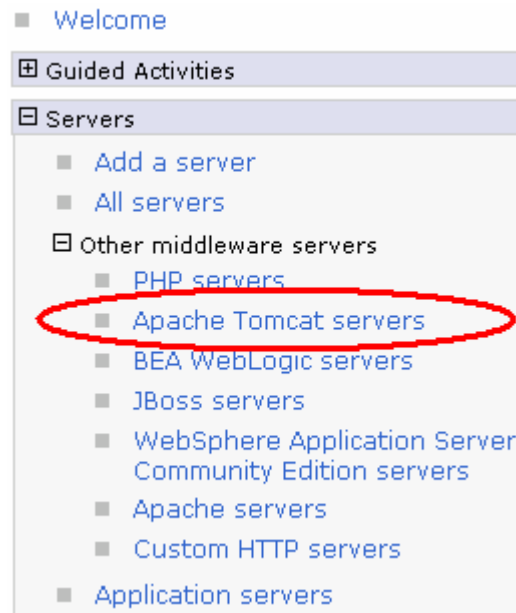 Welcome
Guided Activities
Servers
Add a server
All servers
Other middleware servers
PHP servers
Apache Tomcat servers
BEA WebLogic servers
JBoss servers
WebSphere Application Server
Community Edition servers
Apache servers
Custom HTTP servers
Application servers